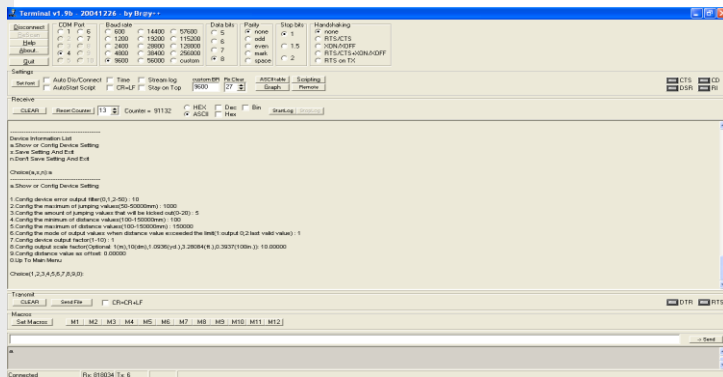 Terminal v1.9b - 20041226 - by Br@y++
Disconnect
ReScan
Help
About..
Quit
COM Port
1 6
2 7
3 8
4 9
5 10
Baud rate
600 14400 57600
1200 19200 115200
2400 28800 128000
4800 38400 256000
9600 56000 custom
Data bits
5
6
7
8
Parity
none
odd
even
mark
space
Stop bits
1
1.5
2
Handshaking
none
RTS/CTS
XON/XOFF
RTS/CTS+XON/XOFF
RTS on TX
Settings
Set font
Auto Dis/Connect Time Stream log
AutoStart Script CR=LF Stay on Top
custom BR Rx Clear
9600 27
ASCII table Scripting
Graph Remote
CTS CD
DSR RI
Receive
CLEAR Reset Counter 13 Counter = 91132
HEX Dec Bin
ASCII Hex
StartLog StopLog
-----------------------------------
Device Information List
a:Show or Config Device Setting
x:Save Setting And Exit
n:Don't Save Setting And Exit
Choice(a,x,n):a
-----------------------------------
a:Show or Config Device Setting
1.Config device error output filter(0,1,2-50) : 10
2.Config the maximum of jumping values(50-50000mm) : 1000
3.Config the amount of jumping values that will be kicked out(0-20) : 5
4.Config the minimum of distance values(100-150000mm) : 100
5.Config the maximum of distance values(100-150000mm) : 150000
6.Config the mode of output values when distance value exceeded the limit(1:output 0,2:last valid value) : 1
7.Config device output factor(1-10) : 1
8.Config output scale factor(Optional: 1(m),10(dm),1.0936(yd.),3.28084(ft.),0.3937(100in.)): 10.00000
9.Config distance value as offset: 0.00000
0.Up To Main Menu
Choice(1,2,3,4,5,6,7,8,9,0):
Transmit
CLEAR Send File CR=CR+LF
DTR RTS
Macros
Set Macros M1 M2 M3 M4 M5 M6 M7 M8 M9 M10 M11 M12
-> Send
a
Connected Rx: 818034 Tx: 6